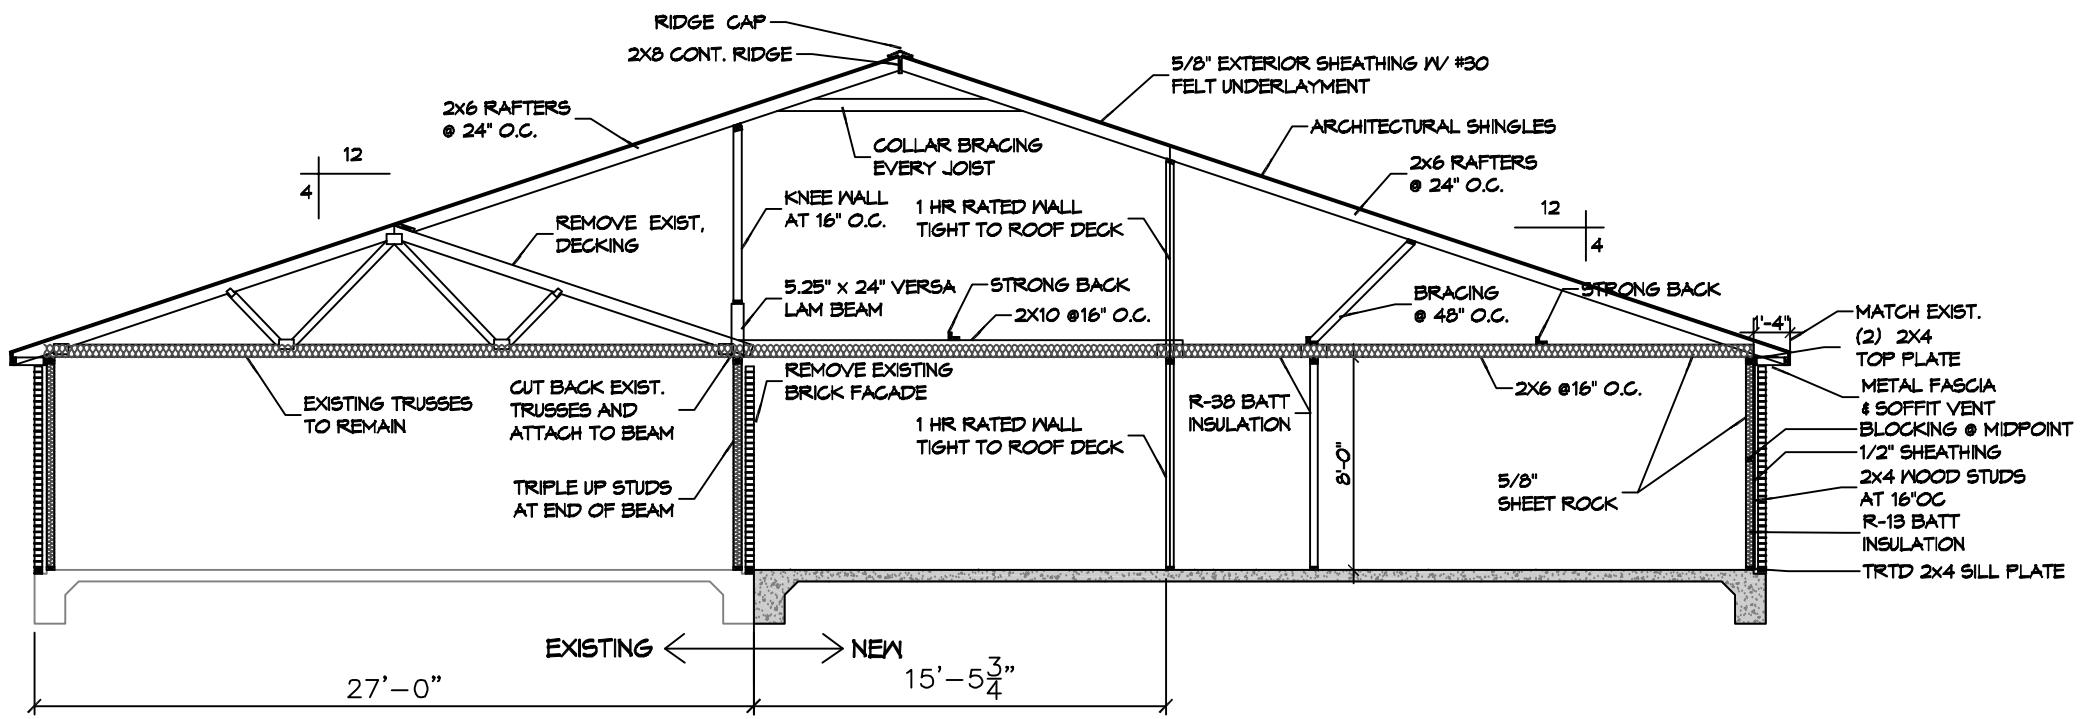 RIDGE CAP
2X8 CONT. RIDGE
5/8" EXTERIOR SHEATHING W/ #30
FELT UNDERLAYMENT
2x6 RAFTERS
@ 24" O.C.
ARCHITECTURAL SHINGLES
COLLAR BRACING
EVERY JOIST
12
4
2x6 RAFTERS
@ 24" O.C.
KNEE WALL
AT 16" O.C.
1 HR RATED WALL
TIGHT TO ROOF DECK
12
4
REMOVE EXIST,
DECKING
5.25" x 24" VERSA
LAM BEAM
STRONG BACK
2X10 @16" O.C.
BRACING
@ 48" O.C.
STRONG BACK
1'-4"
MATCH EXIST.
(2) 2X4
TOP PLATE
REMOVE EXISTING
BRICK FACADE
CUT BACK EXIST.
TRUSSES AND
ATTACH TO BEAM
EXISTING TRUSSES
TO REMAIN
R-38 BATT
INSULATION
2X6 @16" O.C.
METAL FASCIA
& SOFFIT VENT
BLOCKING @ MIDPOINT
1/2" SHEATHING
2x4 WOOD STUDS
AT 16"OC
R-13 BATT
INSULATION
TRTD 2x4 SILL PLATE
1 HR RATED WALL
TIGHT TO ROOF DECK
8'-0"
5/8"
SHEET ROCK
TRIPLE UP STUDS
AT END OF BEAM
EXISTING
NEW
27'-0"
15'-5 3/4"